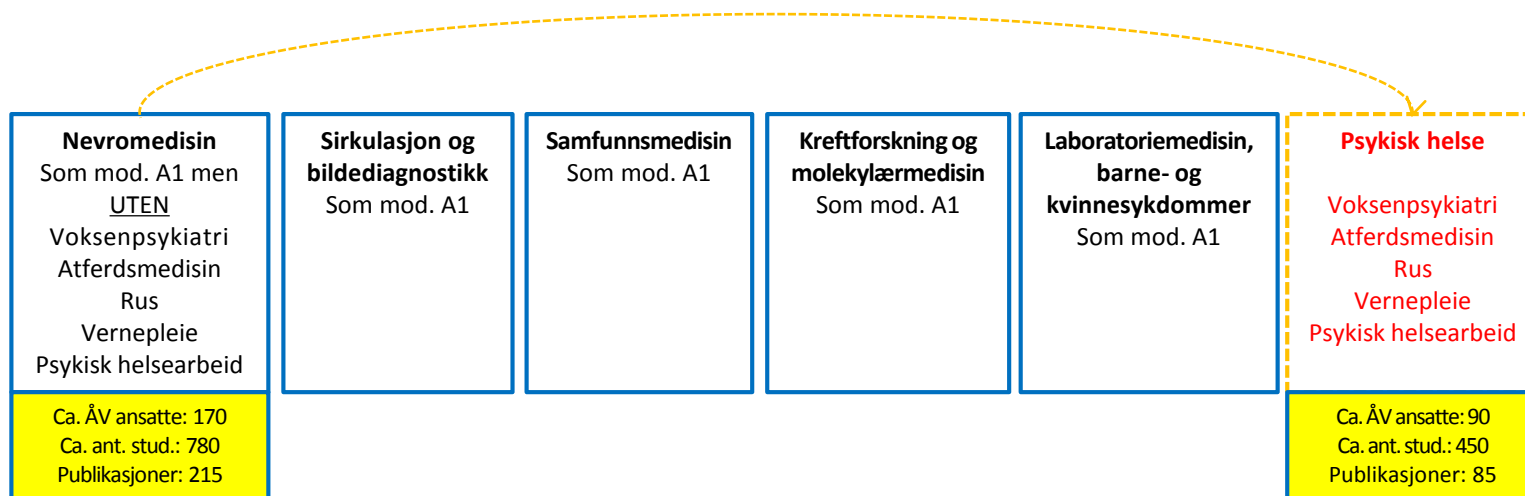 Nevromedisin
Som mod. A1 men
UTEN
Voksenpsykiatri
Atferdsmedisin
Rus
Vernepleie
Psykisk helsearbeid
Ca. ÅV ansatte: 170
Ca. ant. stud.: 780
Publikasjoner: 215
Sirkulasjon og
bildediagnostikk
Som mod. A1
Samfunnsmedisin
Som mod. A1
Kreftforskning og
molekylærmedisin
Som mod. A1
Laboratoriemedisin,
barne- og
kvinnesykdommer
Som mod. A1
Psykisk helse
Voksenpsykiatri
Atferdsmedisin
Rus
Vernepleie
Psykisk helsearbeid
Ca. ÅV ansatte: 90
Ca. ant. stud.: 450
Publikasjoner: 85